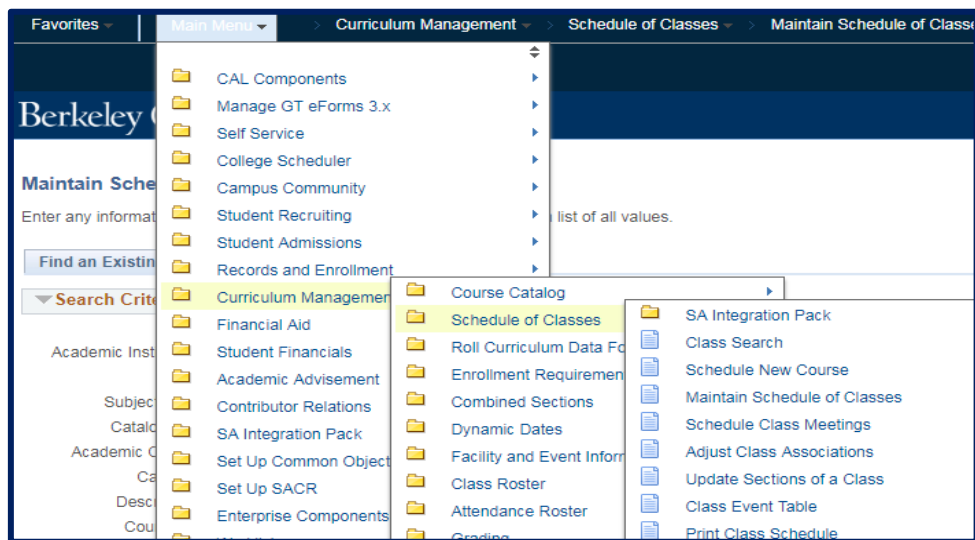 Favorites Main Menu > Curriculum Management > Schedule of Classes > Maintain Schedule of Classe
Berkeley
Maintain Sche
Enter any informat list of all values.
Find an Existin
Search Crite
Academic Inst
Subjec
Catalo
Academic C
Ca
Descr
Cou
CAL Components
Manage GT eForms 3.x
Self Service
College Scheduler
Campus Community
Student Recruiting
Student Admissions
Records and Enrollment
Curriculum Managemen
Financial Aid
Student Financials
Academic Advisement
Contributor Relations
SA Integration Pack
Set Up Common Object
Set Up SACR
Enterprise Components
Course Catalog
Schedule of Classes
Roll Curriculum Data Fo
Enrollment Requiremen
Combined Sections
Dynamic Dates
Facility and Event Inforr
Class Roster
Attendance Roster
Grading
SA Integration Pack
Class Search
Schedule New Course
Maintain Schedule of Classes
Schedule Class Meetings
Adjust Class Associations
Update Sections of a Class
Class Event Table
Print Class Schedule